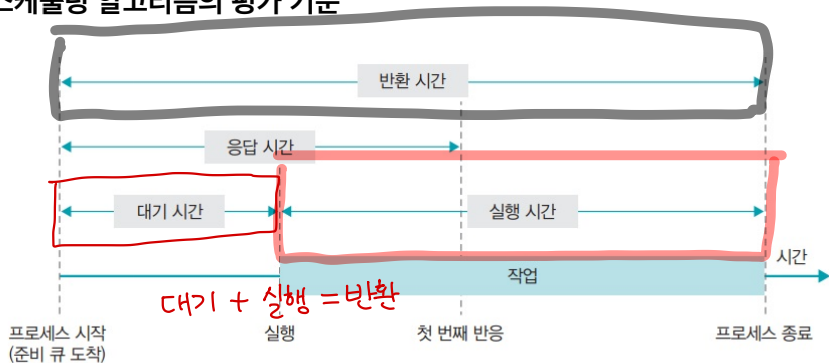 스케줄링 알고리즘의 평가 기준
반환 시간
응답 시간
대기 시간
실행 시간
시간
작업
대기 + 실행 = 반환
프로세스 시작
(준비 큐 도착)
실행
첫 번째 반응
프로세스 종료